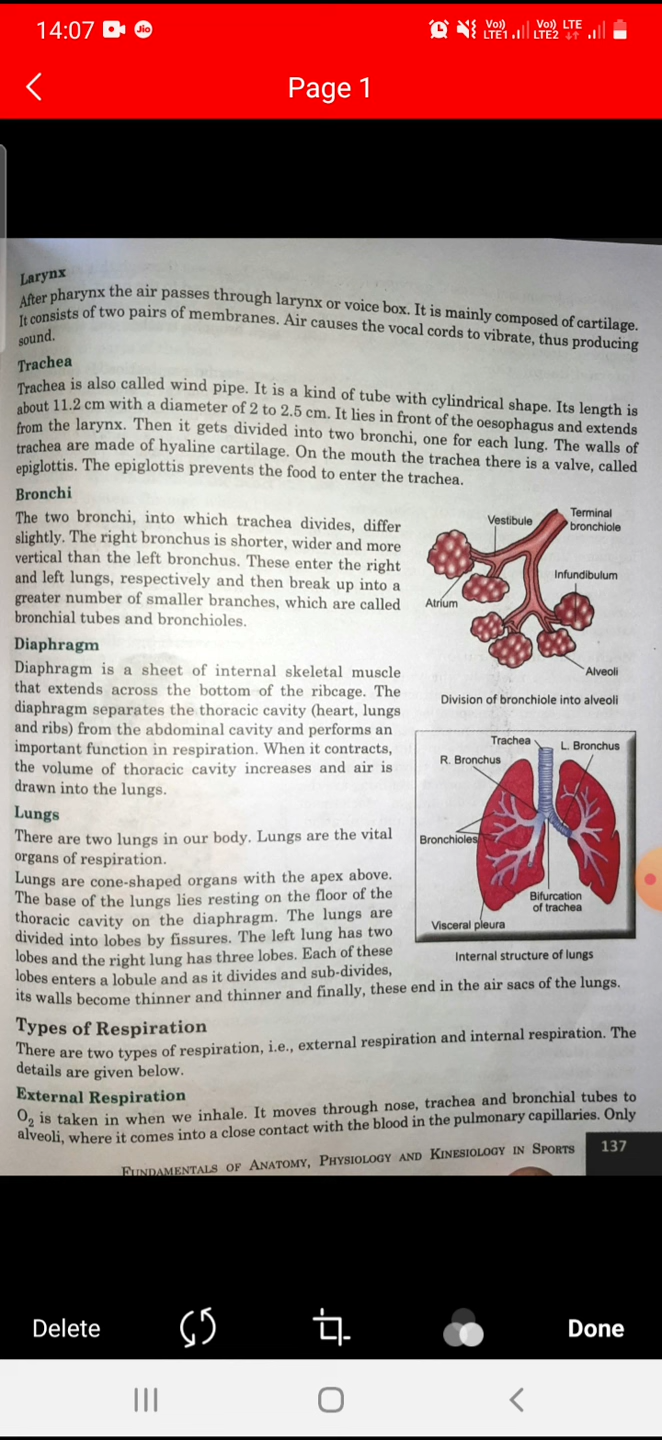 14:07
Jio
Vo)) LTE1
Vo)) LTE2
LTE
Page 1
Larynx
After pharynx the air passes through larynx or voice box. It is mainly composed of cartilage.
It consists of two pairs of membranes. Air causes the vocal cords to vibrate, thus producing
sound.
Trachea
Trachea is also called wind pipe. It is a kind of tube with cylindrical shape. Its length is
about 11.2 cm with a diameter of 2 to 2.5 cm. It lies in front of the oesophagus and extends
from the larynx. Then it gets divided into two bronchi, one for each lung. The walls of
trachea are made of hyaline cartilage. On the mouth the trachea there is a valve, called
epiglottis. The epiglottis prevents the food to enter the trachea.
Bronchi
The two bronchi, into which trachea divides, differ
slightly. The right bronchus is shorter, wider and more
vertical than the left bronchus. These enter the right
and left lungs, respectively and then break up into a
greater number of smaller branches, which are called
bronchial tubes and bronchioles.
Vestibule
Terminal
bronchiole
Infundibulum
Atrium
Alveoli
Division of bronchiole into alveoli
Diaphragm
Diaphragm is a sheet of internal skeletal muscle
that extends across the bottom of the ribcage. The
diaphragm separates the thoracic cavity (heart, lungs
and ribs) from the abdominal cavity and performs an
important function in respiration. When it contracts,
the volume of thoracic cavity increases and air is
drawn into the lungs.
Trachea
L. Bronchus
R. Bronchus
Bronchioles
Bifurcation
of trachea
Visceral pleura
Internal structure of lungs
Lungs
There are two lungs in our body. Lungs are the vital
organs of respiration.
Lungs are cone-shaped organs with the apex above.
The base of the lungs lies resting on the floor of the
thoracic cavity on the diaphragm. The lungs are
divided into lobes by fissures. The left lung has two
lobes and the right lung has three lobes. Each of these
lobes enters a lobule and as it divides and sub-divides,
its walls become thinner and thinner and finally, these end in the air sacs of the lungs.
Types of Respiration
There are two types of respiration, i.e., external respiration and internal respiration. The
details are given below.
External Respiration
O₂ is taken in when we inhale. It moves through nose, trachea and bronchial tubes to
alveoli, where it comes into a close contact with the blood in the pulmonary capillaries. Only
FUNDAMENTALS OF ANATOMY, PHYSIOLOGY AND KINESIOLOGY IN SPORTS
137
Delete
Done